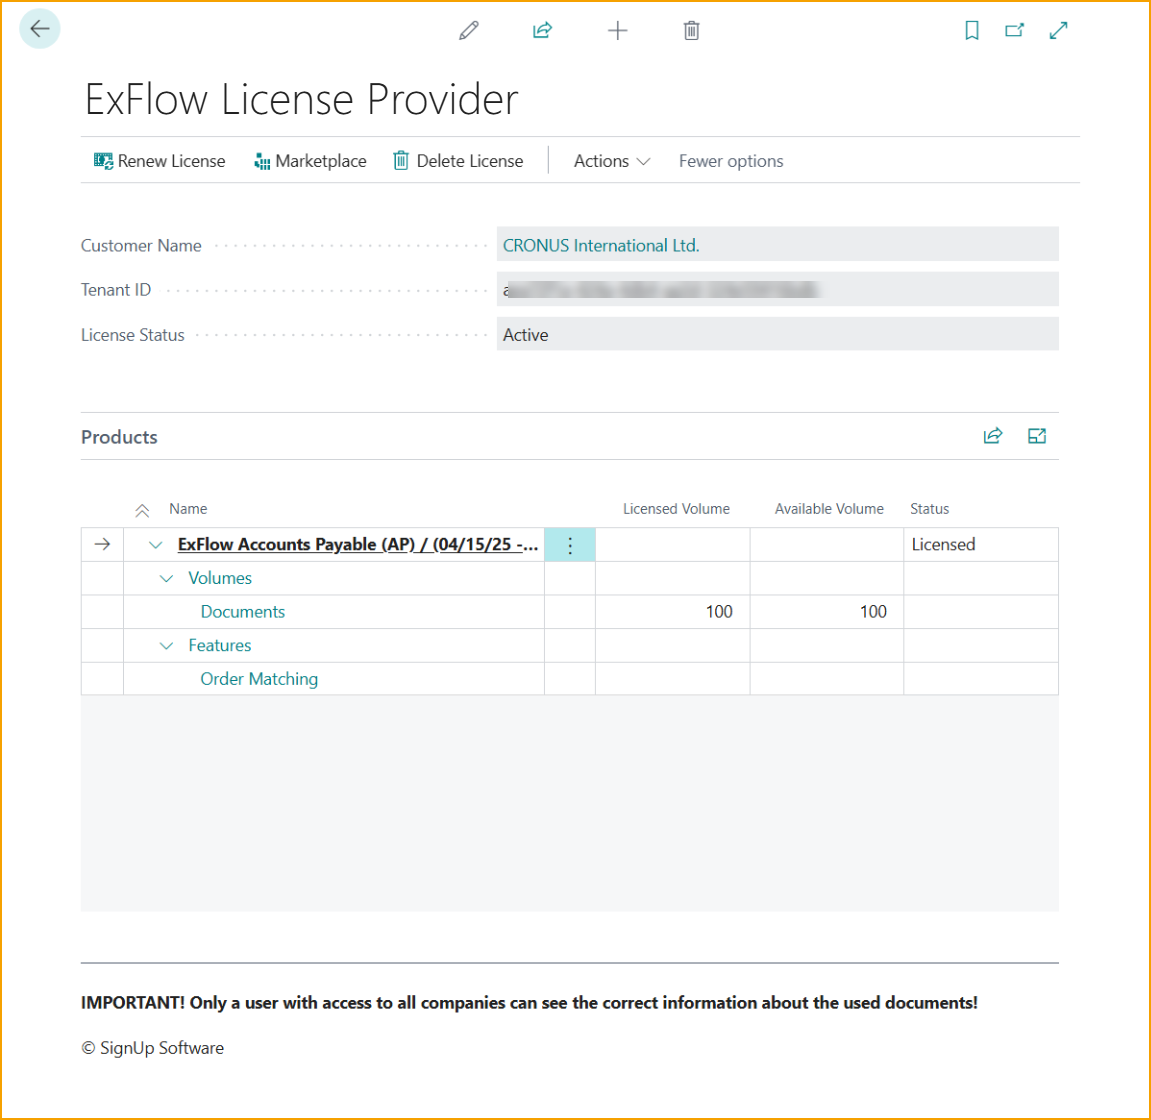 ExFlow License Provider
Renew License Marketplace Delete License Actions Fewer options
Customer Name CRONUS International Ltd.
Tenant ID
License Status Active
Products
Name Licensed Volume Available Volume Status
ExFlow Accounts Payable (AP) / (04/15/25 -... Licensed
Volumes
Documents 100 100
Features
Order Matching
IMPORTANT! Only a user with access to all companies can see the correct information about the used documents!
© SignUp Software